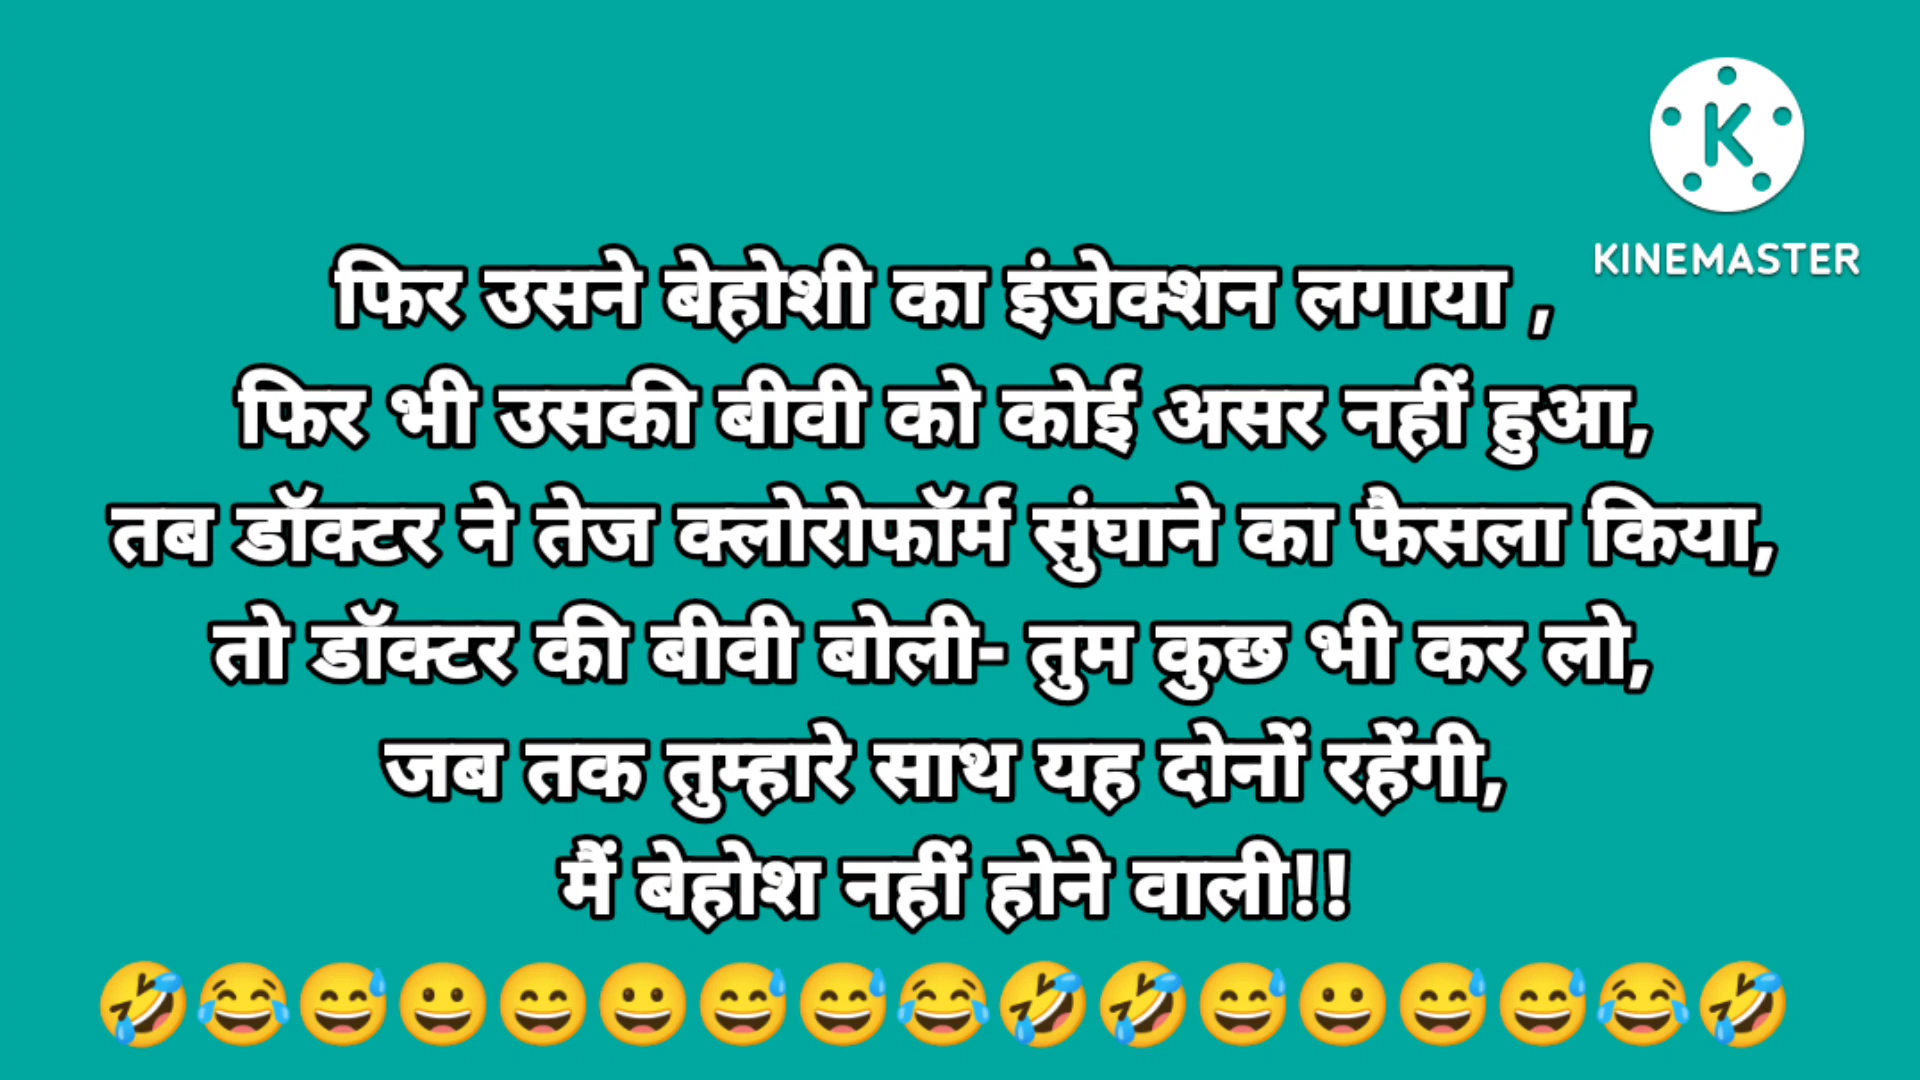 KINEMASTER
फिर उसने बेहोशी का इंजेक्शन लगाया ,
फिर भी उसकी बीवी को कोई असर नहीं हुआ,
तब डॉक्टर ने तेज क्लोरोफॉर्म सुंघाने का फैसला किया,
तो डॉक्टर की बीवी बोली- तुम कुछ भी कर लो,
जब तक तुम्हारे साथ यह दोनों रहेंगी,
मैं बेहोश नहीं होने वाली!!
🤣😂😅😀😄😀😅😅😂🤣🤣😅😀😅😅😂🤣